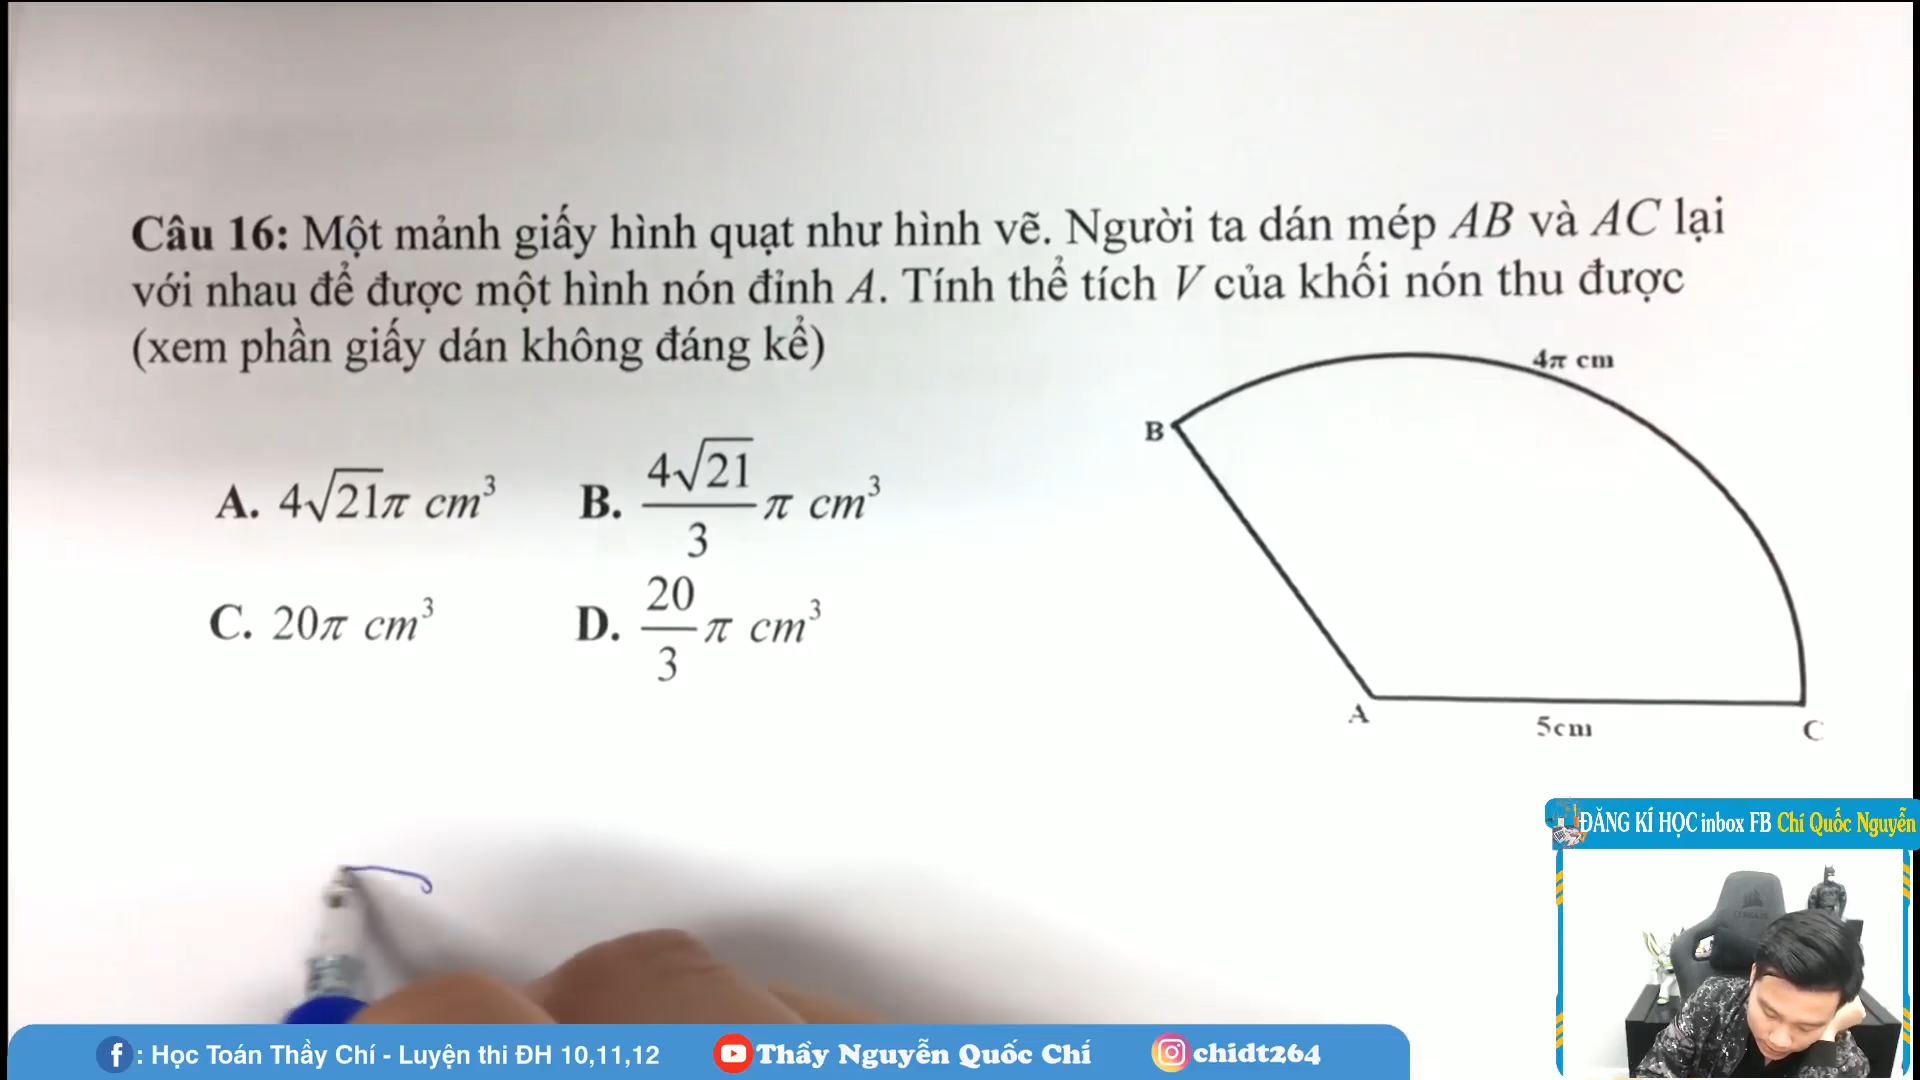 Câu 16: Một mảnh giấy hình quạt như hình vẽ. Người ta dán mép AB và AC lại
với nhau để được một hình nón đỉnh A. Tính thể tích V của khối nón thu được
(xem phần giấy dán không đáng kể)
4π cm
B
A. 4√21π cm³ B. 4√21/3 π cm³
C. 20π cm³ D. 20/3 π cm³
A
5cm
C
ĐĂNG KÍ HỌC inbox FB Chí Quốc Nguyễn
f : Học Toán Thầy Chí - Luyện thi ĐH 10,11,12 Thầy Nguyễn Quốc Chí chidt264